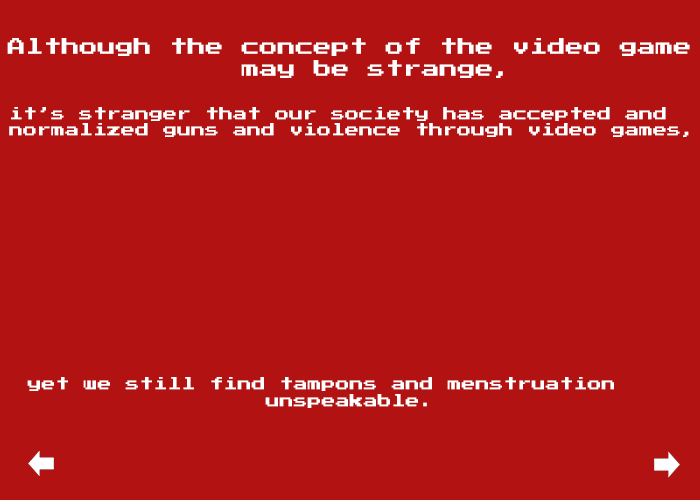 Although the concept of the video game
may be strange,
it's stranger that our society has accepted and
normalized guns and violence through video games,
yet we still find tampons and menstruation
unspeakable.